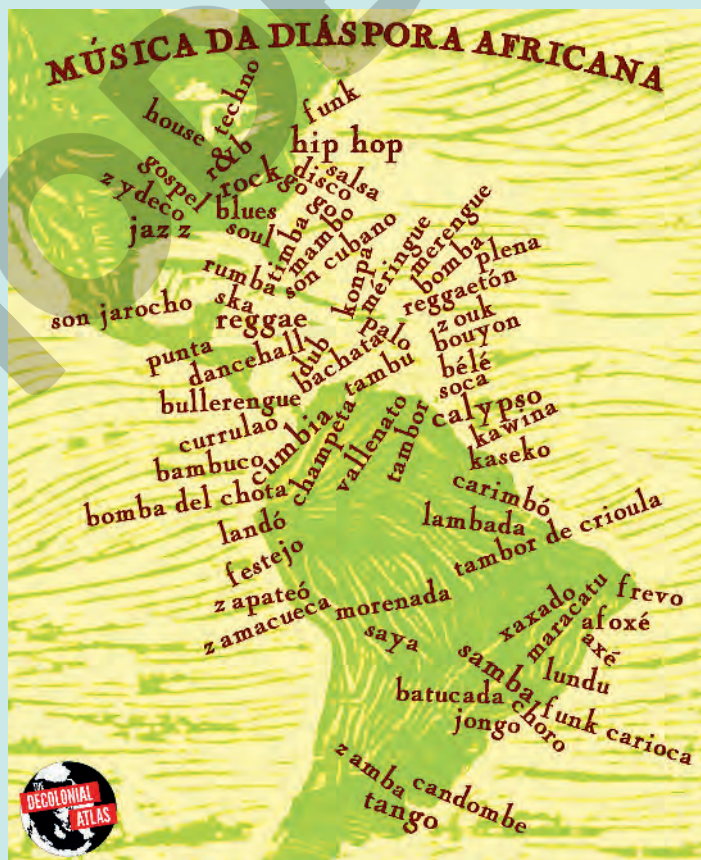 MÚSICA DA DIÁSPORA AFRICANA
house
techno
funk
r&b
hip hop
gospel
zydeco
rock
disco
salsa
go go
jazz
blues
soul
timba
mambo
son cubano
rumba
konpa
méringue
merengue
bomba
plena
reggaetón
son jarocho
ska
reggae
palo
zouk
bouyon
punta
dancehall
dub
bachata
tambu
bélé
soca
bullerengue
calypso
currulao
cumbia
champeta
vallenato
tambor
kawina
kaseko
bambuco
bomba del chota
carimbó
landó
lambada
tambor de crioula
festejo
zapateó
zamacueca
morenada
saya
xaxado
maracatu
frevo
afoxé
axé
samba
lundu
batucada
choro
funk carioca
jongo
zamba
candombe
tango
THE
DECOLONIAL
ATLAS